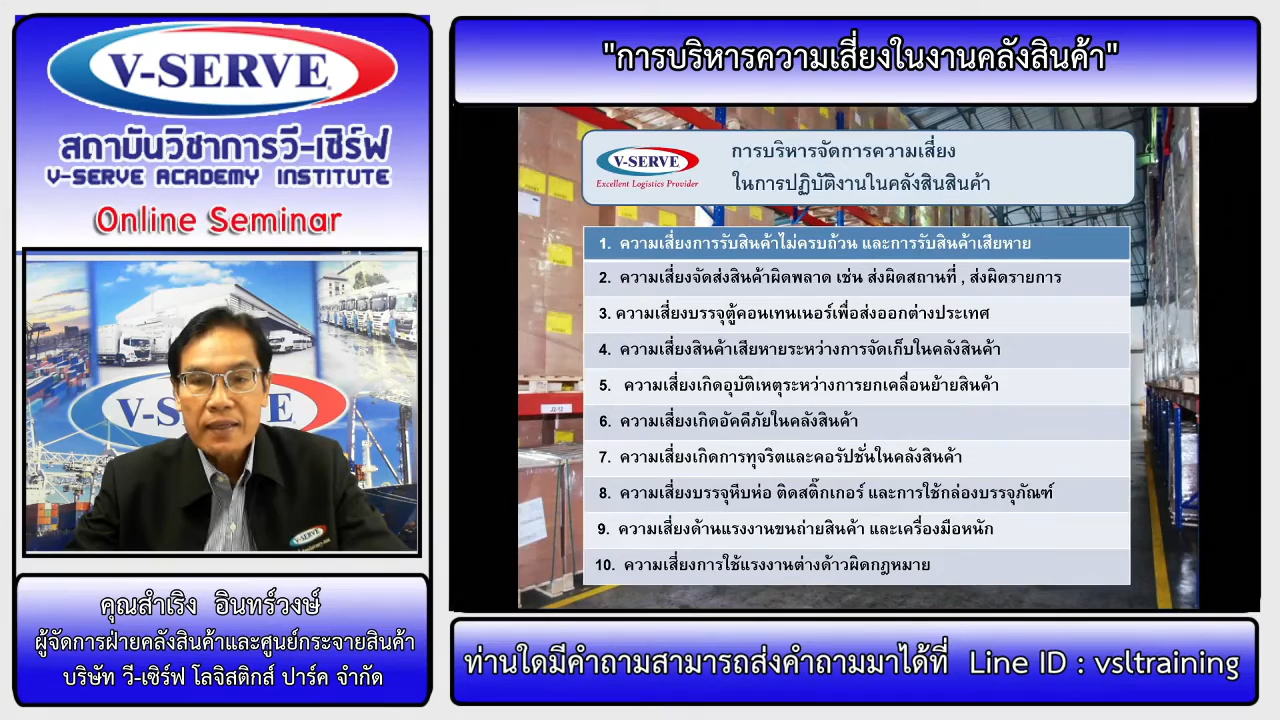 V-SERVE
สถาบันวิชาการวี-เซิร์ฟ
V-SERVE ACADEMY INSTITUTE
Online Seminar
V-SERVE
คุณสำเริง อินทร์วงษ์
ผู้จัดการฝ่ายคลังสินค้าและศูนย์กระจายสินค้า
บริษัท วี-เซิร์ฟ โลจิสติกส์ ปาร์ค จำกัด
"การบริหารความเสี่ยงในงานคลังสินค้า"
V-SERVE
Excellent Logistics Provider
การบริหารจัดการความเสี่ยง
ในการปฏิบัติงานในคลังสินสินค้า
1. ความเสี่ยงการรับสินค้าไม่ครบถ้วน และการรับสินค้าเสียหาย
2. ความเสี่ยงจัดส่งสินค้าผิดพลาด เช่น ส่งผิดสถานที่ , ส่งผิดรายการ
3. ความเสี่ยงบรรจุตู้คอนเทนเนอร์เพื่อส่งออกต่างประเทศ
4. ความเสี่ยงสินค้าเสียหายระหว่างการจัดเก็บในคลังสินค้า
5. ความเสี่ยงเกิดอุบัติเหตุระหว่างการยกเคลื่อนย้ายสินค้า
6. ความเสี่ยงเกิดอัคคีภัยในคลังสินค้า
7. ความเสี่ยงเกิดการทุจริตและคอรัปชั่นในคลังสินค้า
8. ความเสี่ยงบรรจุหีบห่อ ติดสติ๊กเกอร์ และการใช้กล่องบรรจุภัณฑ์
9. ความเสี่ยงด้านแรงงานขนถ่ายสินค้า และเครื่องมือหนัก
10. ความเสี่ยงการใช้แรงงานต่างด้าวผิดกฎหมาย
ท่านใดมีคำถามสามารถส่งคำถามมาได้ที่ Line ID : vsltraining